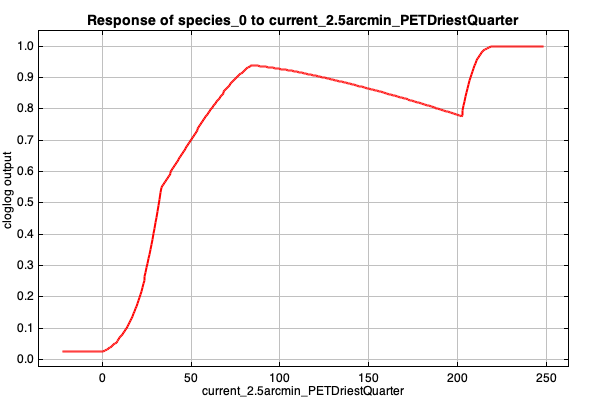 Response of species_0 to current_2.5arcmin_PETDriestQuarter
1.0
0.9
0.8
0.7
0.6
0.5
0.4
0.3
0.2
0.1
0.0
cloglog output
0 50 100 150 200 250
current_2.5arcmin_PETDriestQuarter